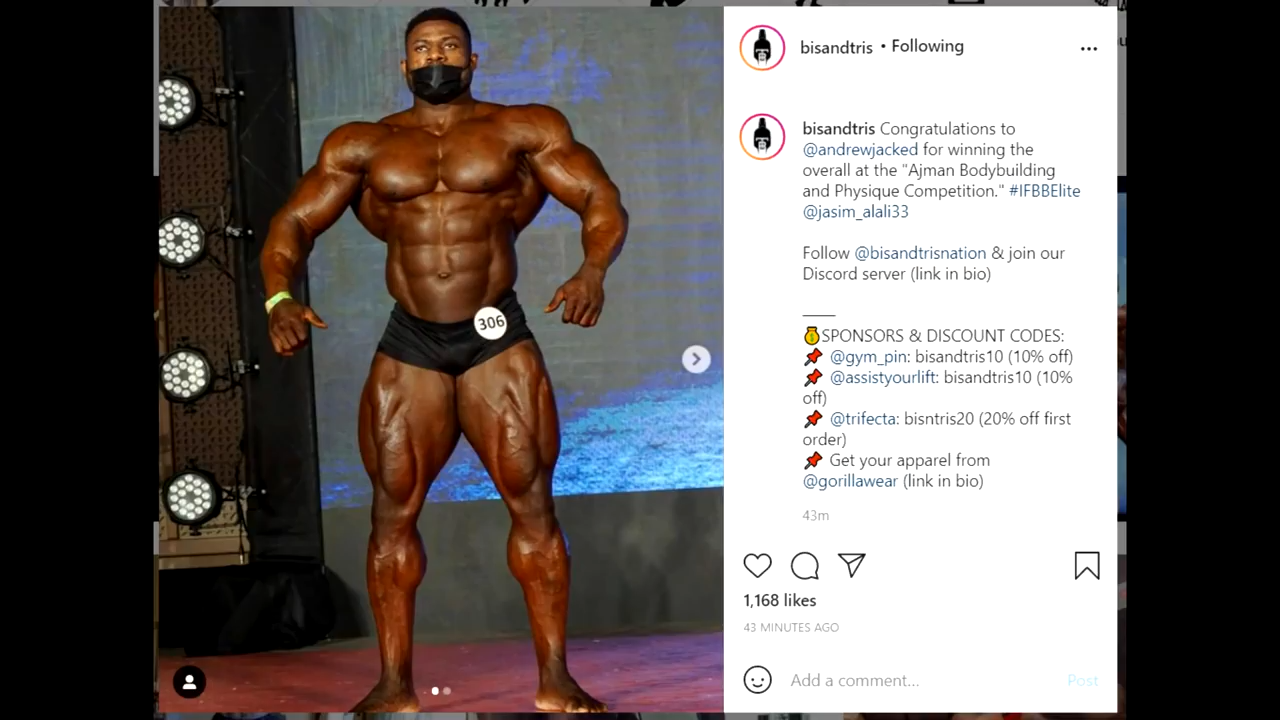 306
bisandtris • Following
bisandtris Congratulations to
@andrewjacked for winning the
overall at the "Ajman Bodybuilding
and Physique Competition." #IFBBElite
@jasim_alali33
Follow @bisandtrisnation & join our
Discord server (link in bio)
____
💰SPONSORS & DISCOUNT CODES:
📌 @gym_pin: bisandtris10 (10% off)
📌 @assistyourlift: bisandtris10 (10%
off)
📌 @trifecta: bisntris20 (20% off first
order)
📌 Get your apparel from
@gorillawear (link in bio)
43m
1,168 likes
43 MINUTES AGO
Add a comment... Post